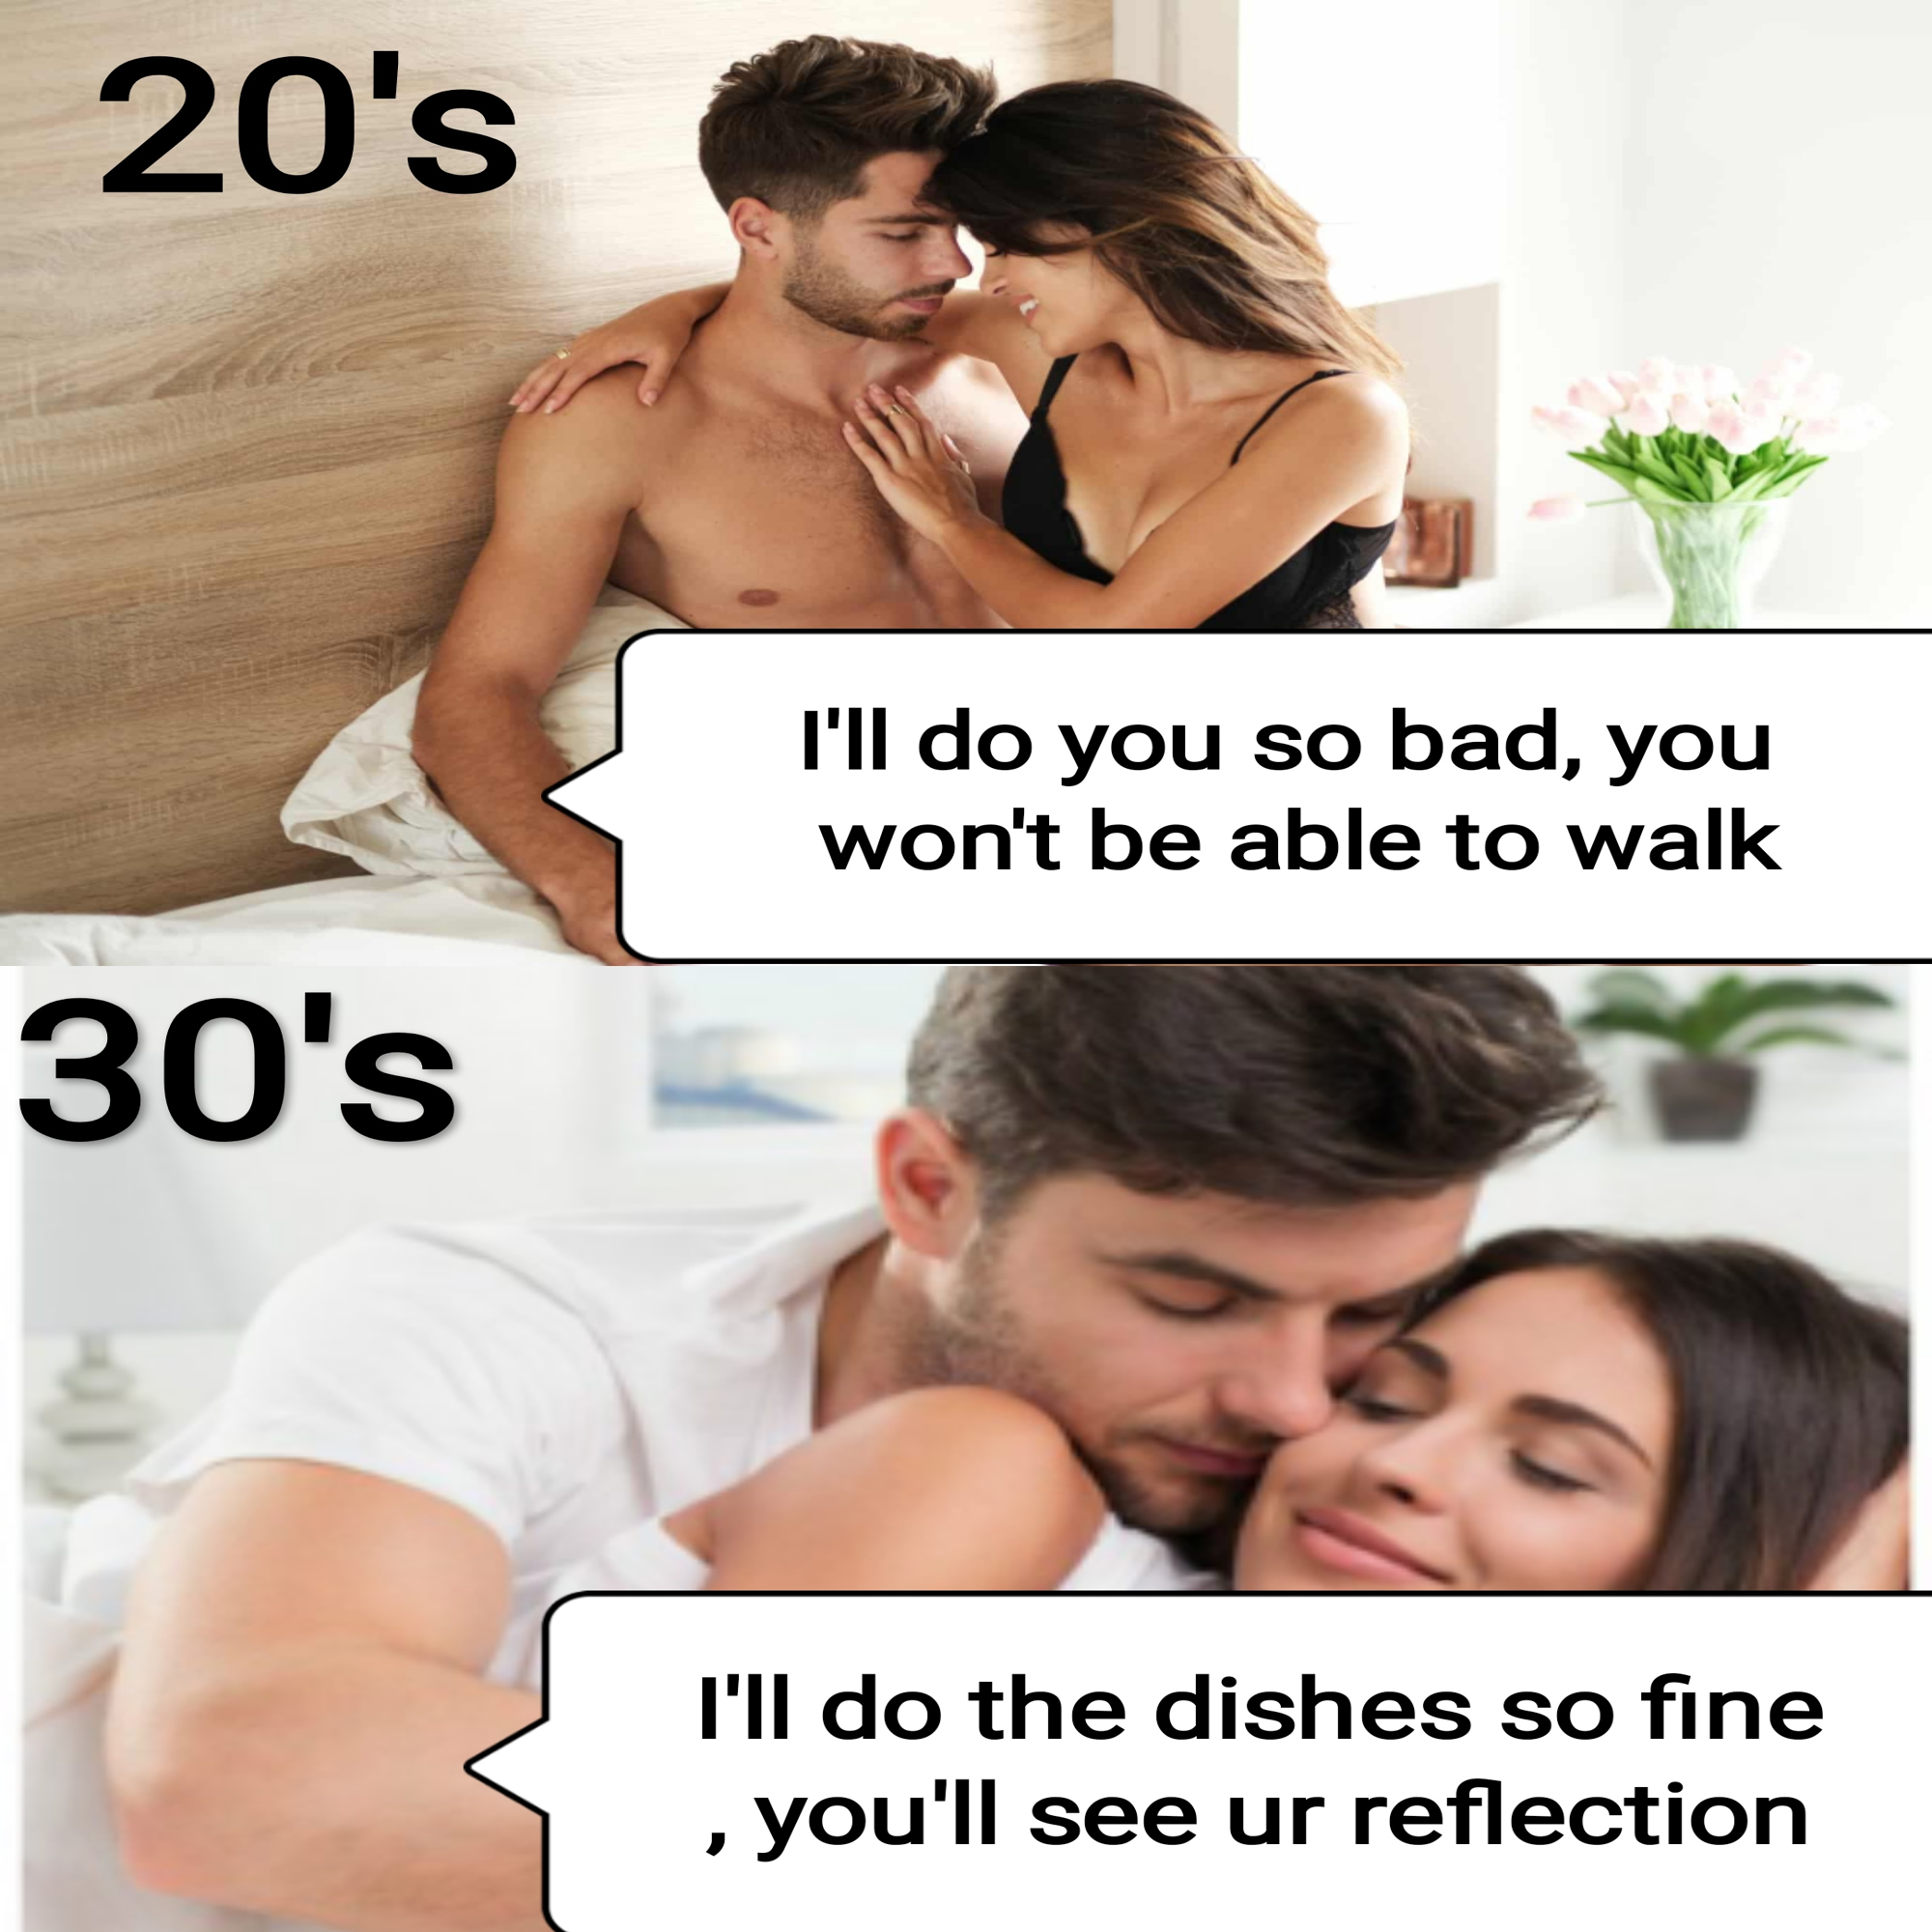 20's
I'll do you so bad, you
won't be able to walk
30's
I'll do the dishes so fine
, you'll see ur reflection